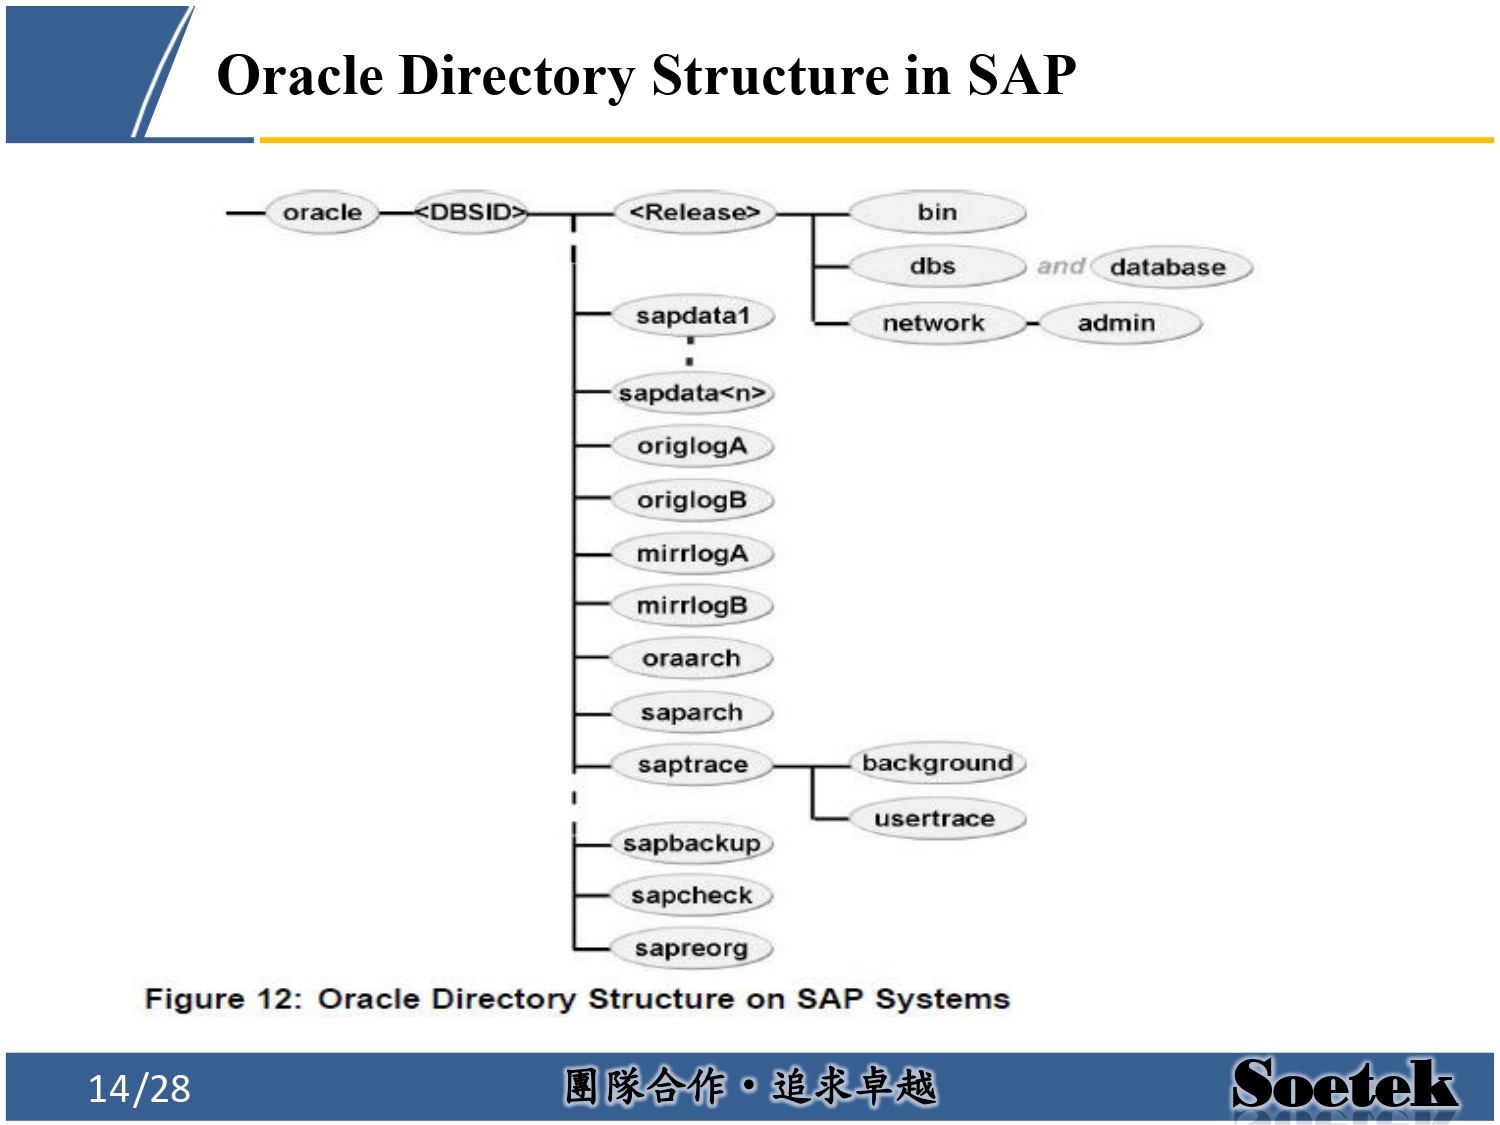 Oracle Directory Structure in SAP
oracle <DBSID> <Release> bin
dbs and database
network admin
sapdata1
sapdata<n>
origlogA
origlogB
mirrlogA
mirrlogB
oraarch
saparch
saptrace background
usertrace
sapbackup
sapcheck
sapreorg
Figure 12: Oracle Directory Structure on SAP Systems
14/28 團隊合作・追求卓越 Soetek